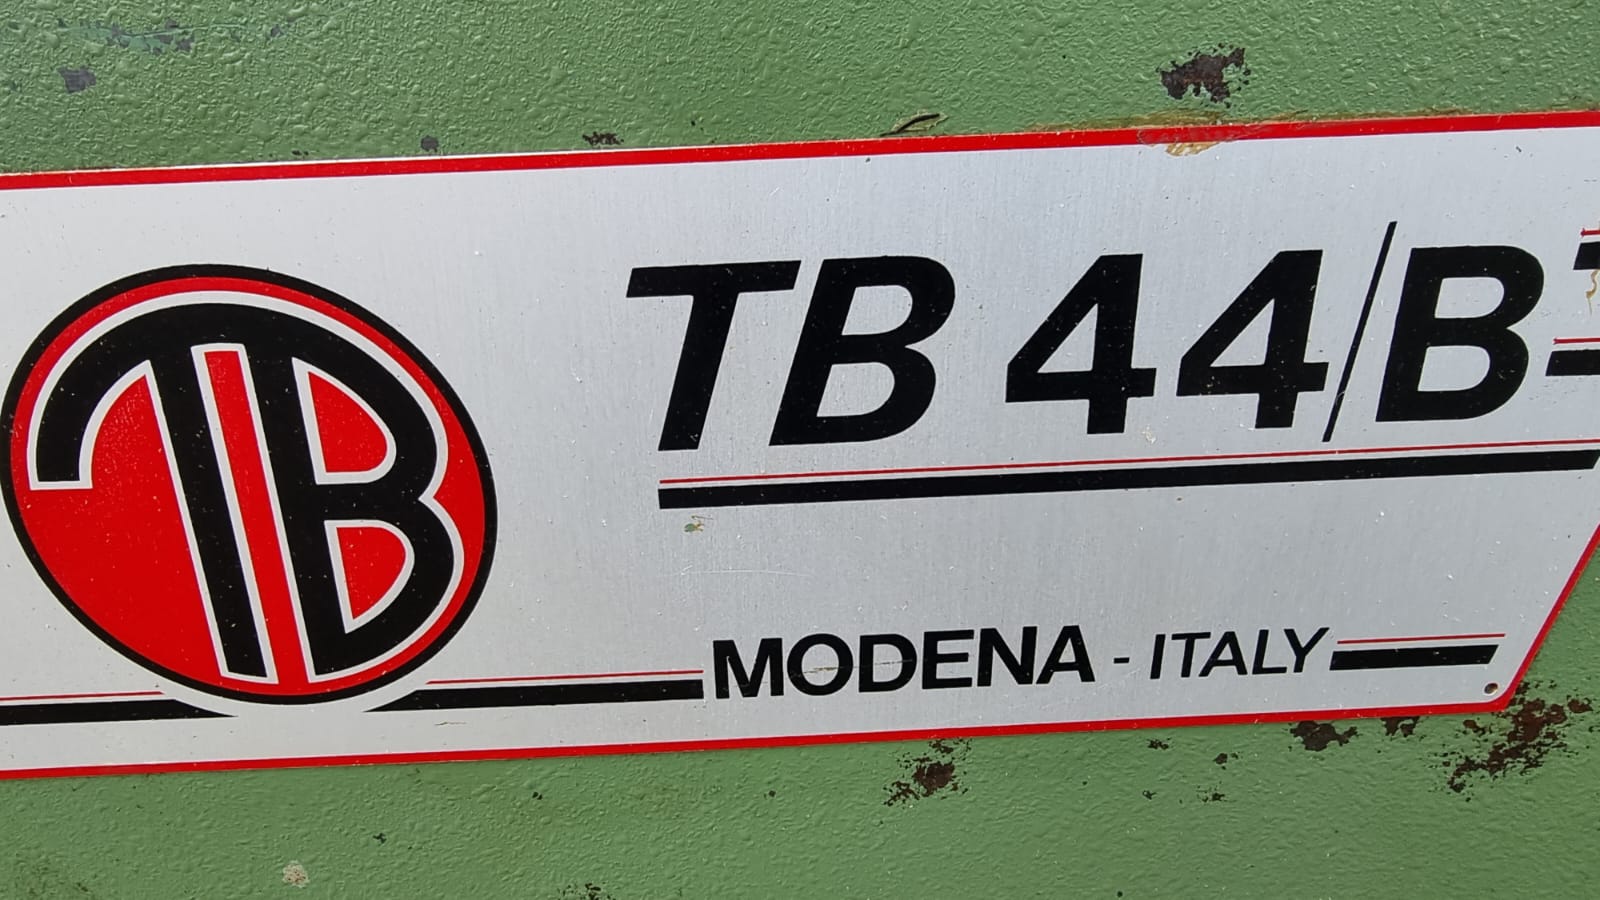 TB
TB 44/B
MODENA - ITALY